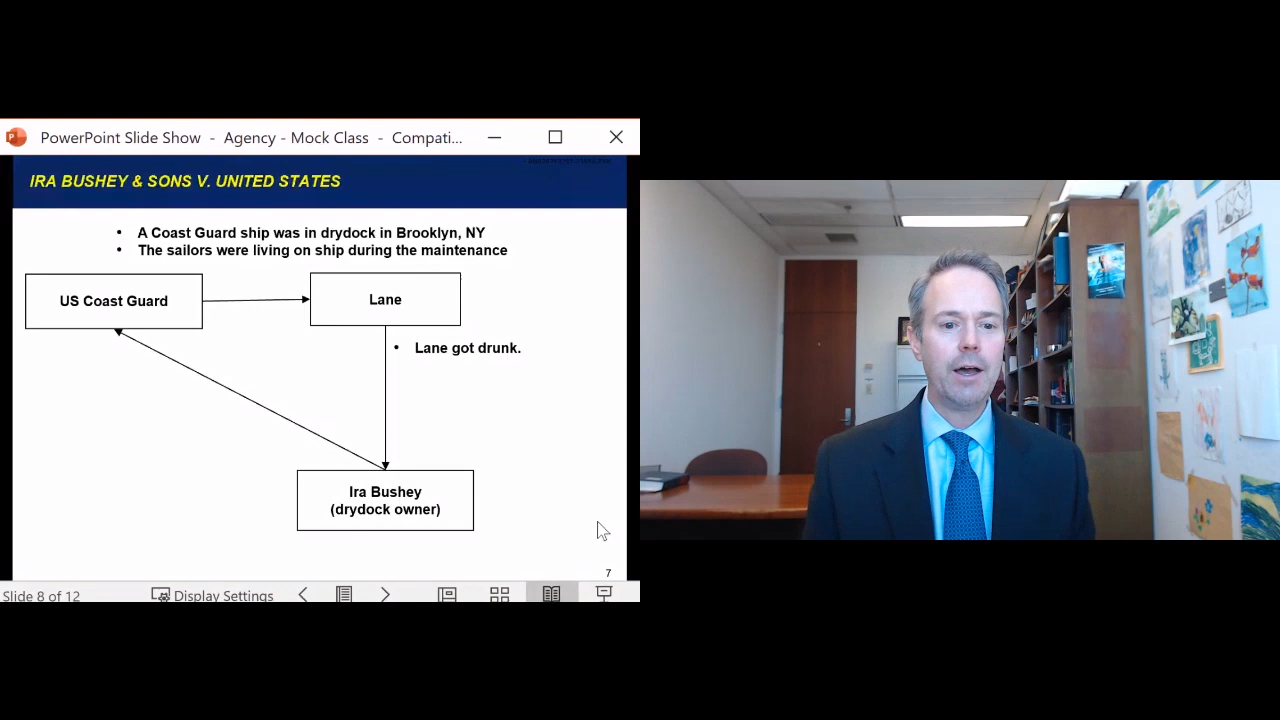 PowerPoint Slide Show - Agency - Mock Class - Compati...
IRA BUSHEY & SONS V. UNITED STATES
• A Coast Guard ship was in drydock in Brooklyn, NY
• The sailors were living on ship during the maintenance
US Coast Guard
Lane
• Lane got drunk.
Ira Bushey
(drydock owner)
7
Slide 8 of 12
Display Settings